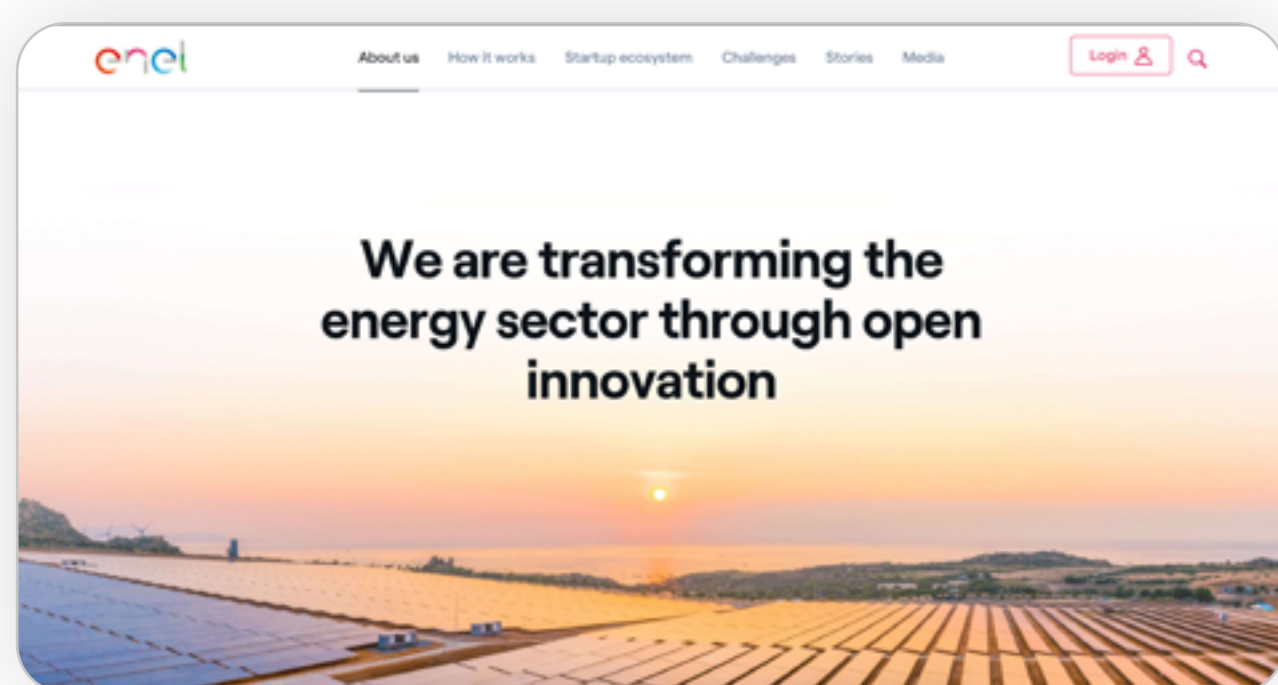 enel
About us How it works Startup ecosystem Challenges Stories Media Login
We are transforming the
energy sector through open
innovation